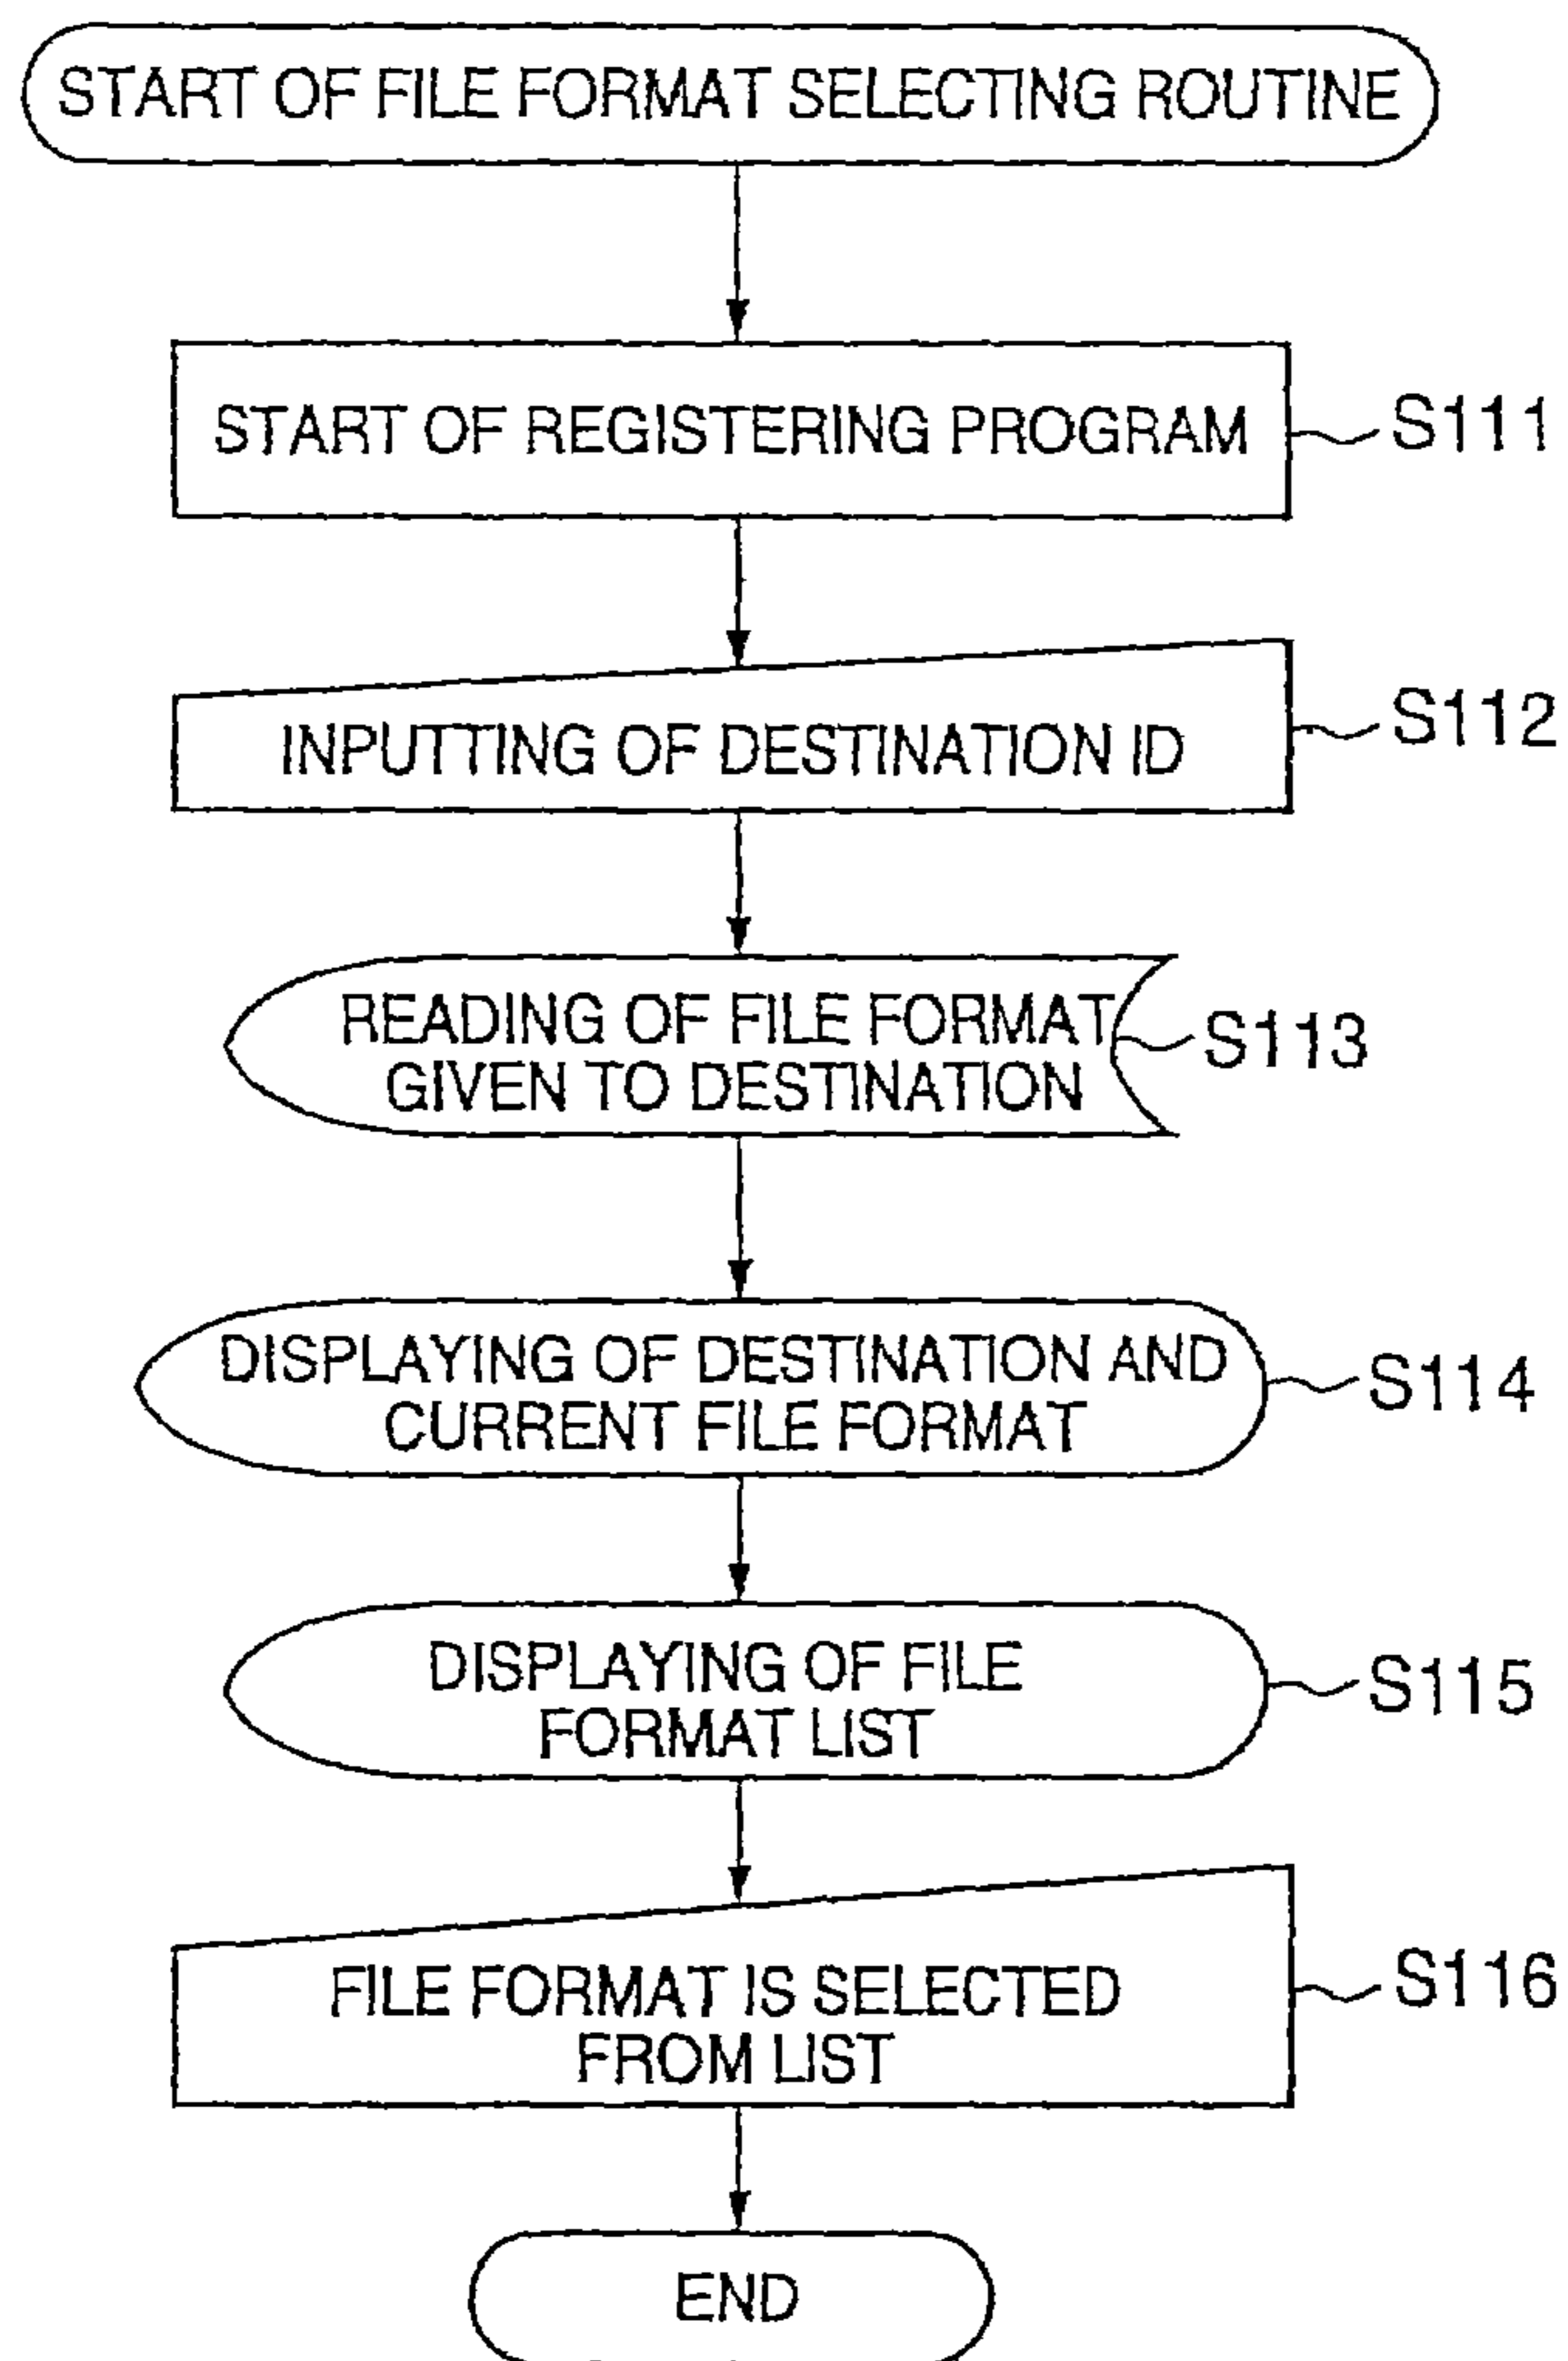 START OF FILE FORMAT SELECTING ROUTINE
START OF REGISTERING PROGRAM
S111
INPUTTING OF DESTINATION ID
S112
READING OF FILE FORMAT
GIVEN TO DESTINATION
S113
DISPLAYING OF DESTINATION AND
CURRENT FILE FORMAT
S114
DISPLAYING OF FILE
FORMAT LIST
S115
FILE FORMAT IS SELECTED
FROM LIST
S116
END